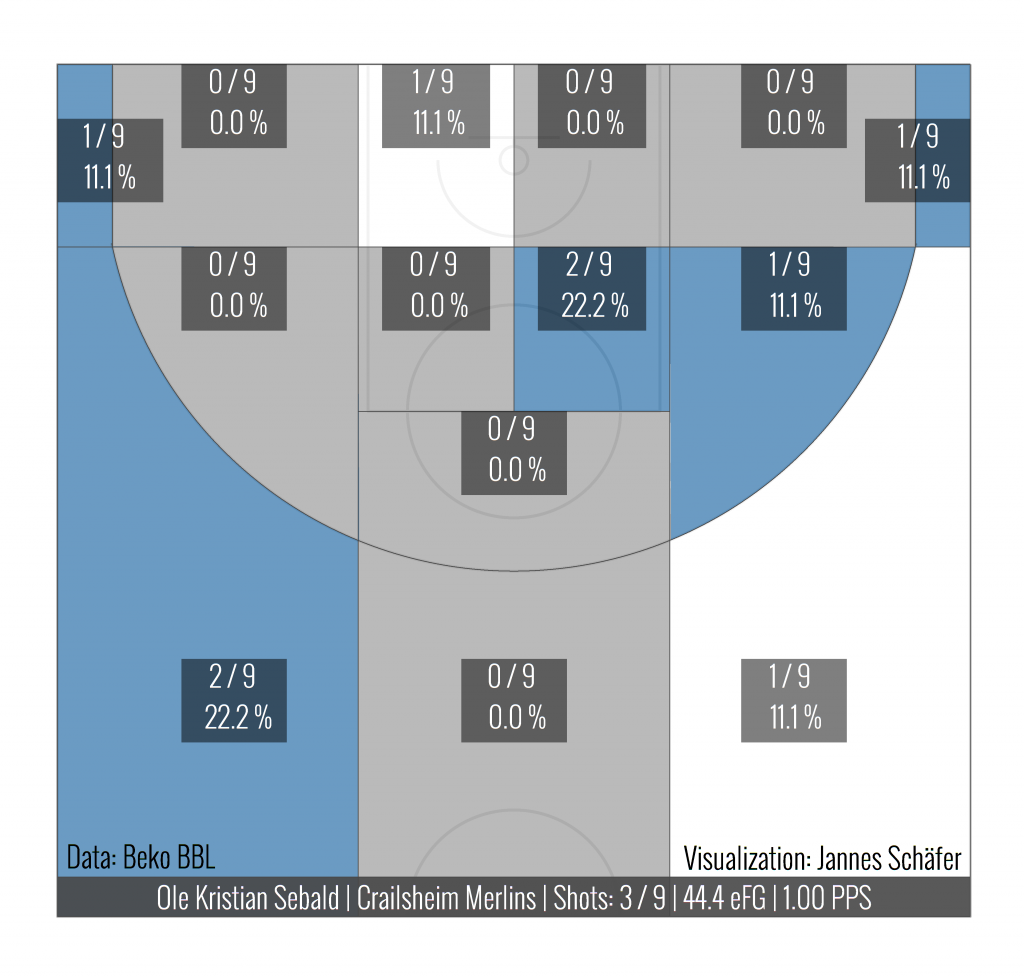 0 / 9
0.0 %
1 / 9
11.1 %
0 / 9
0.0 %
0 / 9
0.0 %
1 / 9
11.1 %
1 / 9
11.1 %
0 / 9
0.0 %
0 / 9
0.0 %
2 / 9
22.2 %
1 / 9
11.1 %
0 / 9
0.0 %
2 / 9
22.2 %
0 / 9
0.0 %
1 / 9
11.1 %
Data: Beko BBL
Visualization: Jannes Schäfer
Ole Kristian Sebald | Crailsheim Merlins | Shots: 3 / 9 | 44.4 eFG | 1.00 PPS